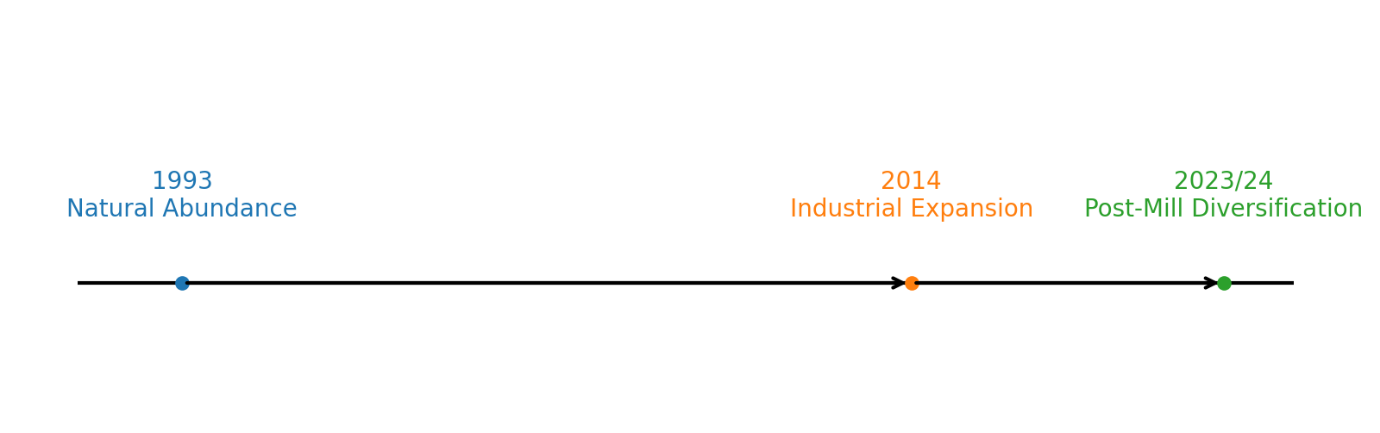 1993
Natural Abundance
2014
Industrial Expansion
2023/24
Post-Mill Diversification